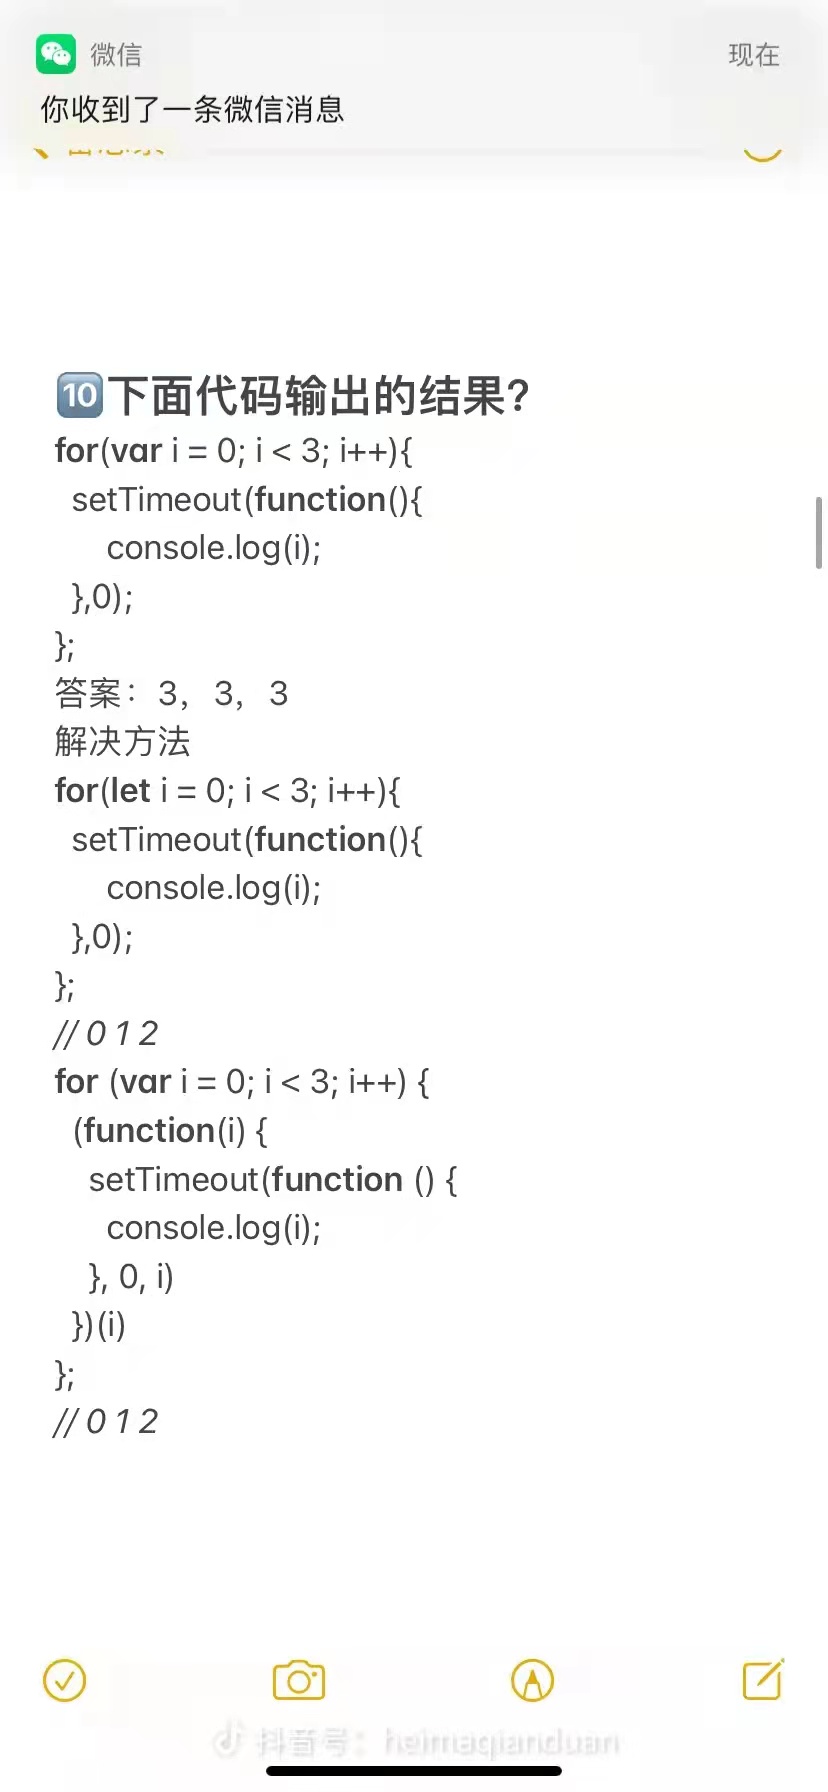 微信
现在
你收到了一条微信消息
🔟下面代码输出的结果?
for(var i = 0; i < 3; i++){
setTimeout(function(){
console.log(i);
},0);
};
答案：3，3，3
解决方法
for(let i = 0; i < 3; i++){
setTimeout(function(){
console.log(i);
},0);
};
// 0 1 2
for (var i = 0; i < 3; i++) {
(function(i) {
setTimeout(function () {
console.log(i);
}, 0, i)
})(i)
};
// 0 1 2
抖音号：heimaqianduan